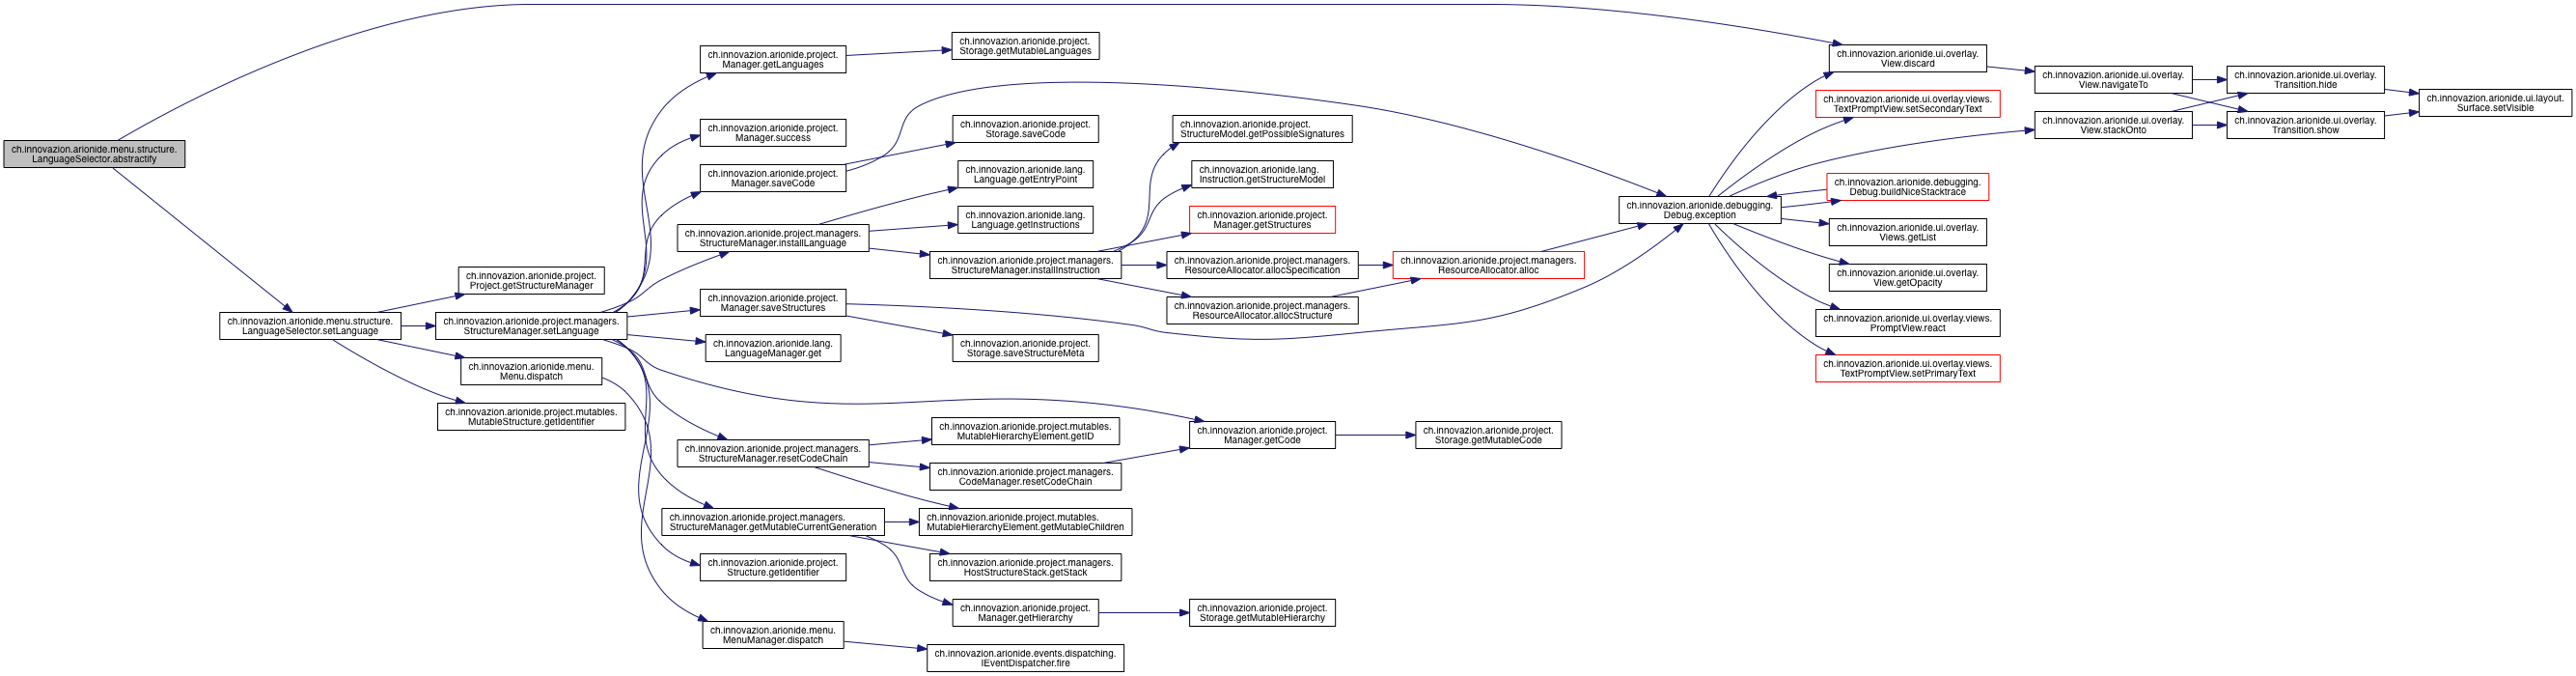 ch.innovazion.arionide.menu.structure.
LanguageSelector.abstractify
ch.innovazion.arionide.menu.structure.
LanguageSelector.setLanguage
ch.innovazion.arionide.project.
Project.getStructureManager
ch.innovazion.arionide.project.managers.
StructureManager.setLanguage
ch.innovazion.arionide.menu.
Menu.dispatch
ch.innovazion.arionide.project.mutables.
MutableStructure.getIdentifier
ch.innovazion.arionide.project.
Manager.getLanguages
ch.innovazion.arionide.project.
Manager.success
ch.innovazion.arionide.project.
Manager.saveCode
ch.innovazion.arionide.project.managers.
StructureManager.installLanguage
ch.innovazion.arionide.project.
Manager.saveStructures
ch.innovazion.arionide.lang.
LanguageManager.get
ch.innovazion.arionide.project.managers.
StructureManager.resetCodeChain
ch.innovazion.arionide.project.managers.
StructureManager.getMutableCurrentGeneration
ch.innovazion.arionide.project.
Structure.getIdentifier
ch.innovazion.arionide.menu.
MenuManager.dispatch
ch.innovazion.arionide.project.
Storage.getMutableLanguages
ch.innovazion.arionide.project.
Storage.saveCode
ch.innovazion.arionide.lang.
Language.getEntryPoint
ch.innovazion.arionide.lang.
Language.getInstructions
ch.innovazion.arionide.project.managers.
StructureManager.installInstruction
ch.innovazion.arionide.project.
Storage.saveStructureMeta
ch.innovazion.arionide.project.mutables.
MutableHierarchyElement.getID
ch.innovazion.arionide.project.managers.
CodeManager.resetCodeChain
ch.innovazion.arionide.project.mutables.
MutableHierarchyElement.getMutableChildren
ch.innovazion.arionide.project.managers.
HostStructureStack.getStack
ch.innovazion.arionide.project.
Manager.getHierarchy
ch.innovazion.arionide.events.dispatching.
IEventDispatcher.fire
ch.innovazion.arionide.project.
StructureModel.getPossibleSignatures
ch.innovazion.arionide.lang.
Instruction.getStructureModel
ch.innovazion.arionide.project.
Manager.getStructures
ch.innovazion.arionide.project.managers.
ResourceAllocator.allocSpecification
ch.innovazion.arionide.project.managers.
ResourceAllocator.allocStructure
ch.innovazion.arionide.project.
Manager.getCode
ch.innovazion.arionide.project.
Storage.getMutableHierarchy
ch.innovazion.arionide.project.managers.
ResourceAllocator.alloc
ch.innovazion.arionide.project.
Storage.getMutableCode
ch.innovazion.arionide.debugging.
Debug.exception
ch.innovazion.arionide.ui.overlay.
View.discard
ch.innovazion.arionide.ui.overlay.views.
TextPromptView.setSecondaryText
ch.innovazion.arionide.debugging.
Debug.buildNiceStacktrace
ch.innovazion.arionide.ui.overlay.
Views.getList
ch.innovazion.arionide.ui.overlay.
View.getOpacity
ch.innovazion.arionide.ui.overlay.views.
PromptView.react
ch.innovazion.arionide.ui.overlay.views.
TextPromptView.setPrimaryText
ch.innovazion.arionide.ui.overlay.
View.navigateTo
ch.innovazion.arionide.ui.overlay.
View.stackOnto
ch.innovazion.arionide.ui.overlay.
Transition.hide
ch.innovazion.arionide.ui.overlay.
Transition.show
ch.innovazion.arionide.ui.layout.
Surface.setVisible